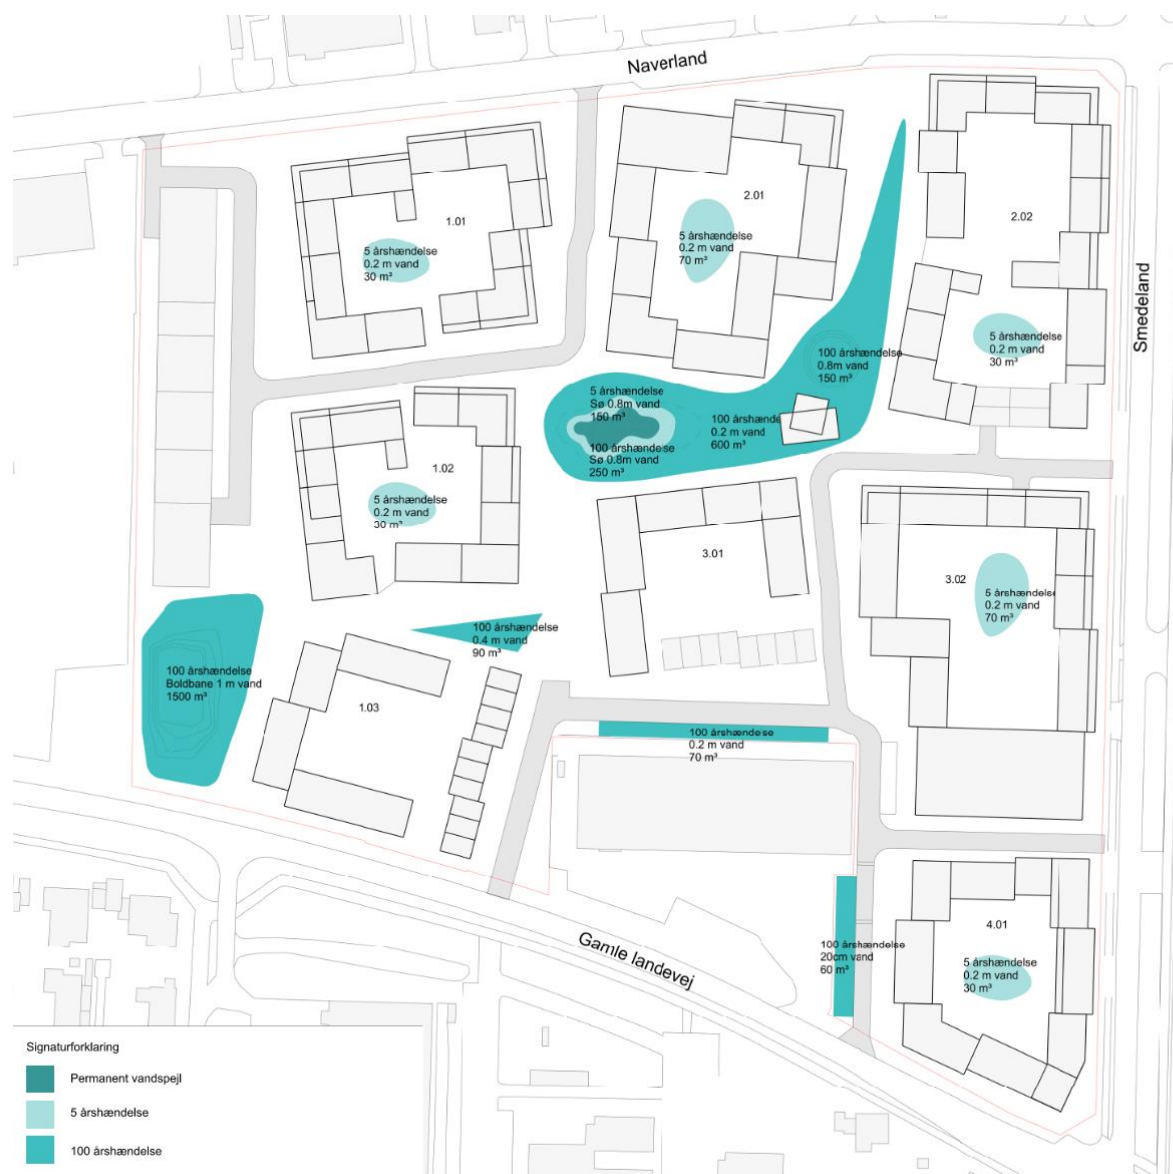 Naverland
2.01
1.01
2.02
5 årshændelse
0.2 m vand
70 m³
5 årshændelse
0.2 m vand
30 m³
Smedeland
5 årshændelse
0.2 m vand
30 m³
100 årshændelse
0.8m vand
150 m³
5 årshændelse
Sø 0.8m vand
150 m³
100 årshænde
0.2 m vand
600 m³
100 årshændelse
Sø 0.8m vand
250 m³
1.02
5 årshændelse
0.2 m vand
30 m³
3.01
3.02
5 årshændelse
0.2 m vand
70 m³
100 årshændelse
0.4 m vand
90 m³
100 årshændelse
Boldbane 1 m vand
1500 m³
1.03
100 årshændelse
0.2 m vand
70 m³
4.01
Gamle landevej
100 årshændelse
20cm vand
60 m³
5 årshændelse
0.2 m vand
30 m³
Signaturforklaring
Permanent vandspejl
5 årshændelse
100 årshændelse